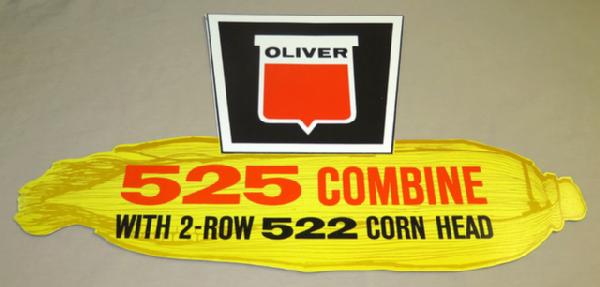 OLIVER
525 COMBINE
WITH 2-ROW 522 CORN HEAD